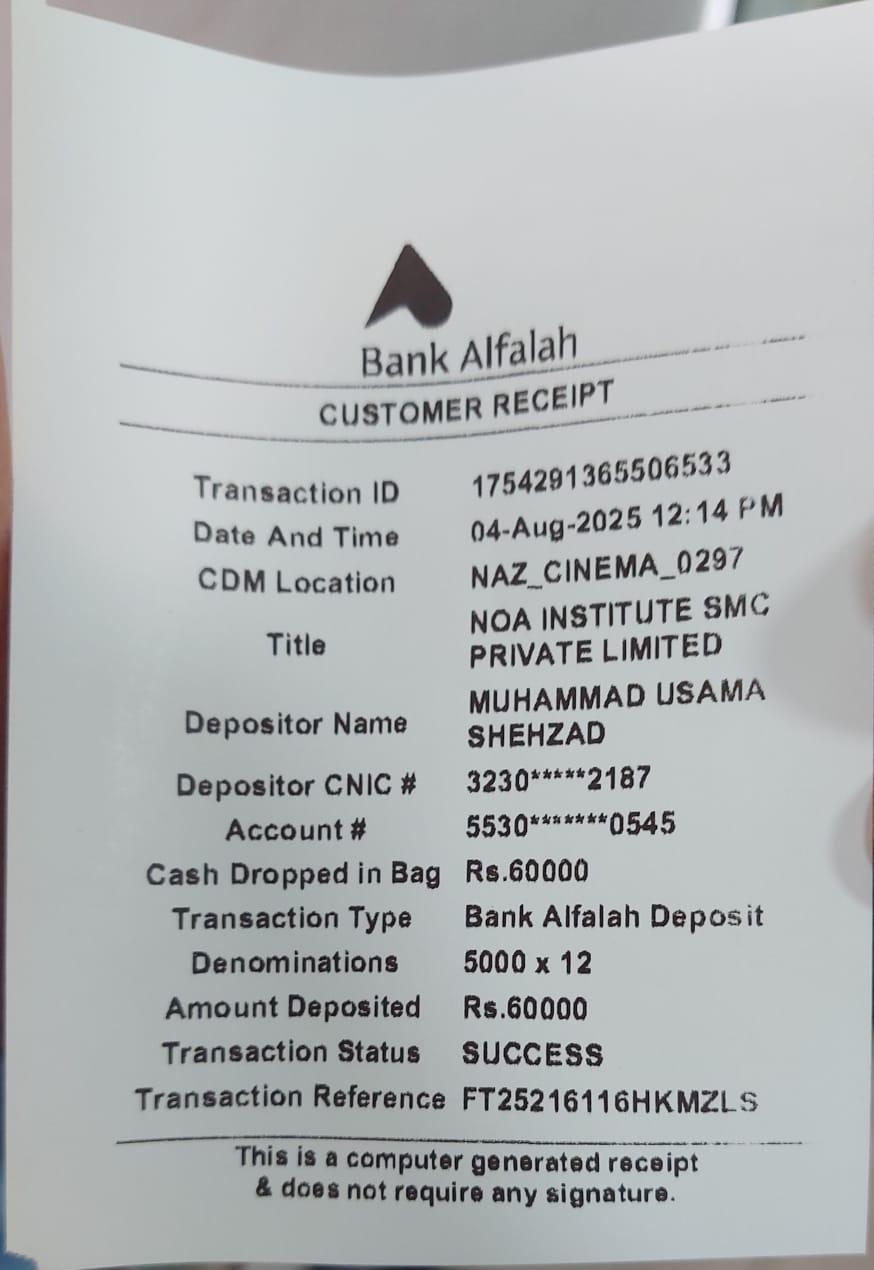 Bank Alfalah
CUSTOMER RECEIPT
Transaction ID 1754291365506533
Date And Time 04-Aug-2025 12:14 PM
CDM Location NAZ_CINEMA_0297
Title NOA INSTITUTE SMC
PRIVATE LIMITED
Depositor Name MUHAMMAD USAMA
SHEHZAD
Depositor CNIC # 3230*****2187
Account # 5530*******0545
Cash Dropped in Bag Rs.60000
Transaction Type Bank Alfalah Deposit
Denominations 5000 x 12
Amount Deposited Rs.60000
Transaction Status SUCCESS
Transaction Reference FT25216116HKMZLS
This is a computer generated receipt
& does not require any signature.